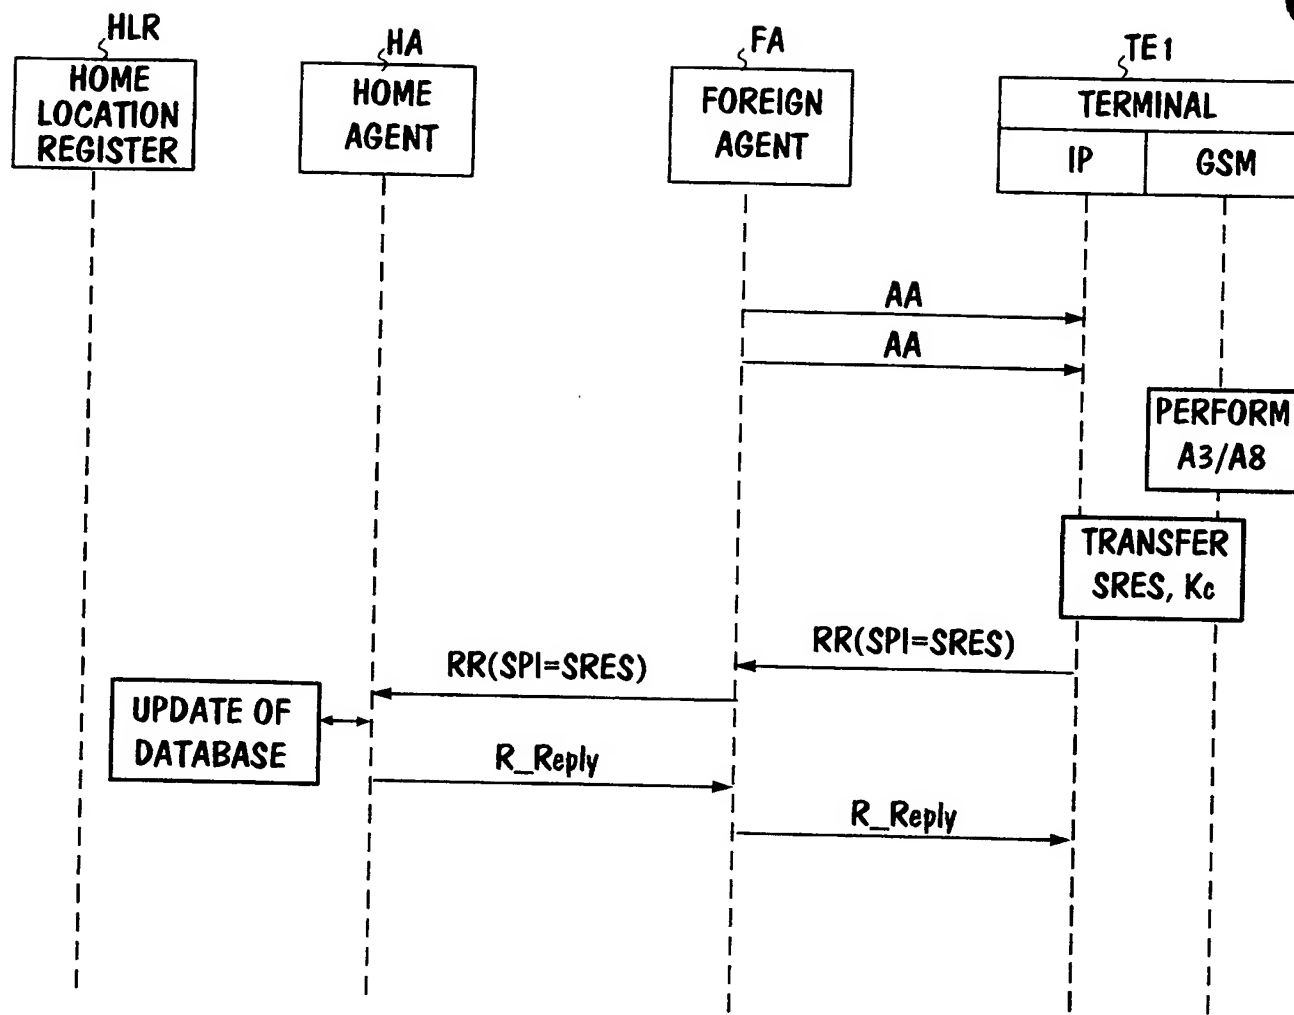 HLR
HA
FA
TE1
HOME
LOCATION
REGISTER
HOME
AGENT
FOREIGN
AGENT
TERMINAL
IP
GSM
AA
AA
PERFORM
A3/A8
TRANSFER
SRES, Kc
RR(SPI=SRES)
RR(SPI=SRES)
UPDATE OF
DATABASE
R_Reply
R_Reply